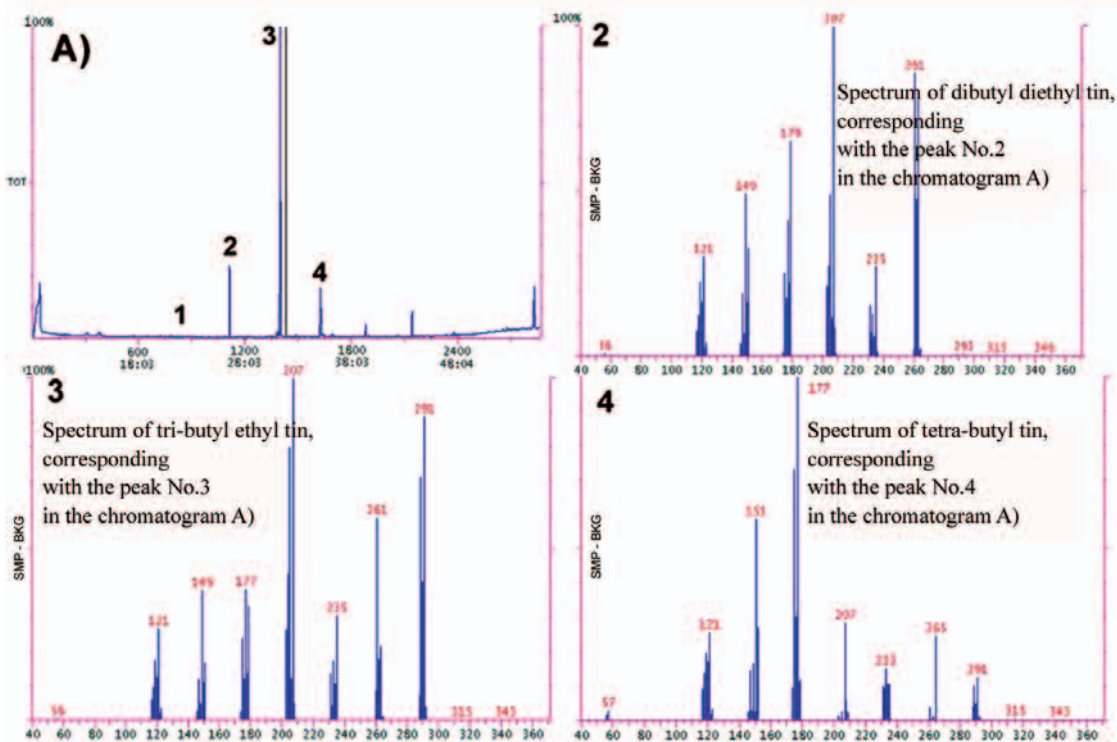 A)
100%
TOT
1
2
3
4
600 1200 1800 2400
18:03 28:03 38:03 48:04
2
100%
SMP - BKG
Spectrum of dibutyl diethyl tin,
corresponding
with the peak No.2
in the chromatogram A)
121
149
179
207
235
293
315
40 60 80 100 120 140 160 180 200 220 240 260 280 300 320 340 360
3
100%
SMP - BKG
Spectrum of tri-butyl ethyl tin,
corresponding
with the peak No.3
in the chromatogram A)
121
149
177
207
235
291
315
343
40 60 80 100 120 140 160 180 200 220 240 260 280 300 320 340 360
4
SMP - BKG
Spectrum of tetra-butyl tin,
corresponding
with the peak No.4
in the chromatogram A)
57
121
151
177
207
233
265
291
315
343
40 60 80 100 120 140 160 180 200 220 240 260 280 300 320 340 360